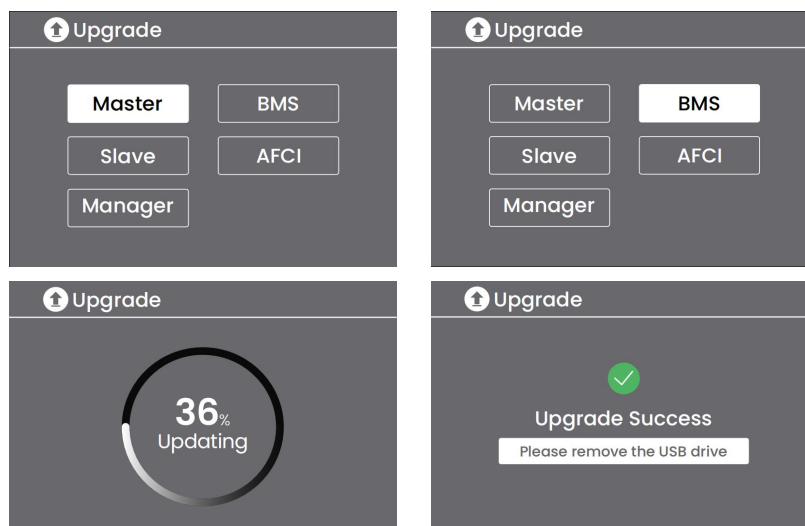 Upgrade
Master BMS
Slave AFCI
Manager
Upgrade
Master BMS
Slave AFCI
Manager
Upgrade
36%
Updating
Upgrade
Upgrade Success
Please remove the USB drive